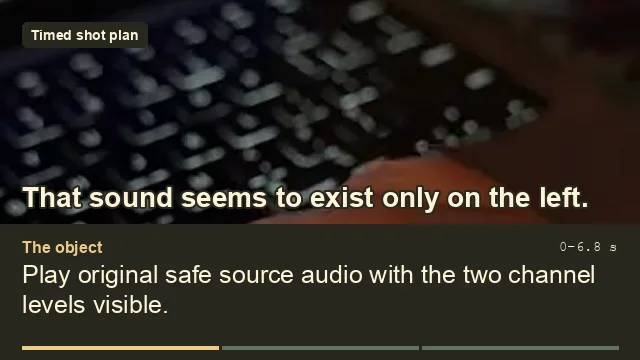 Timed shot plan
That sound seems to exist only on the left.
The object
0–6.8 s
Play original safe source audio with the two channel
levels visible.